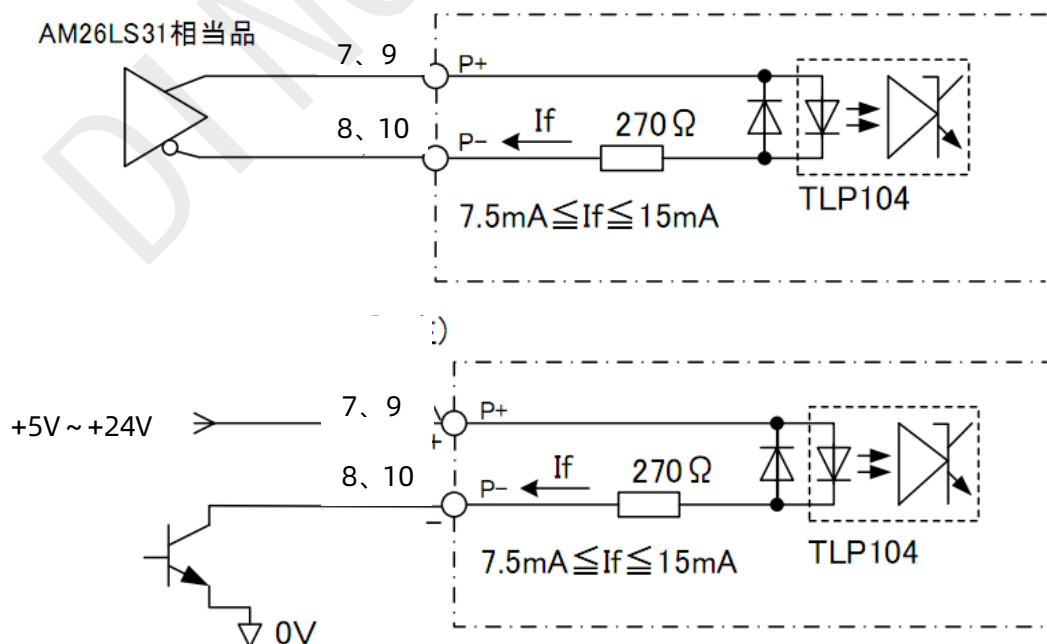 AM26LS31相当品
7、9
P+
8、10
P-
If
270Ω
7.5mA≦If≦15mA
TLP104
+5V~+24V
7、9
P+
+
8、10
P-
−
If
270Ω
7.5mA≦If≦15mA
TLP104
0V